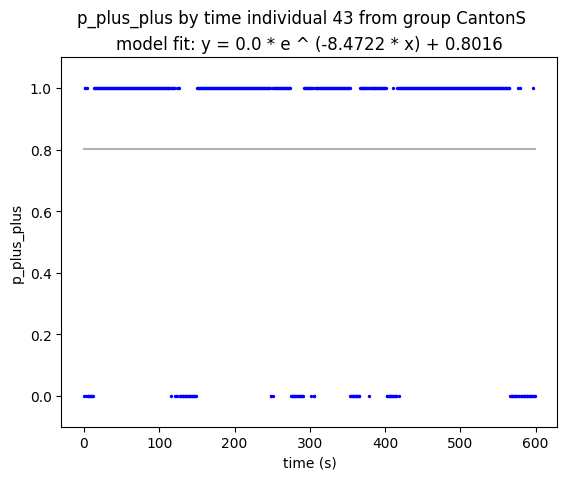 p_plus_plus by time individual 43 from group CantonS
model fit: y = 0.0 * e ^ (-8.4722 * x) + 0.8016
1.0
0.8
0.6
0.4
0.2
0.0
p_plus_plus
0 100 200 300 400 500 600
time (s)